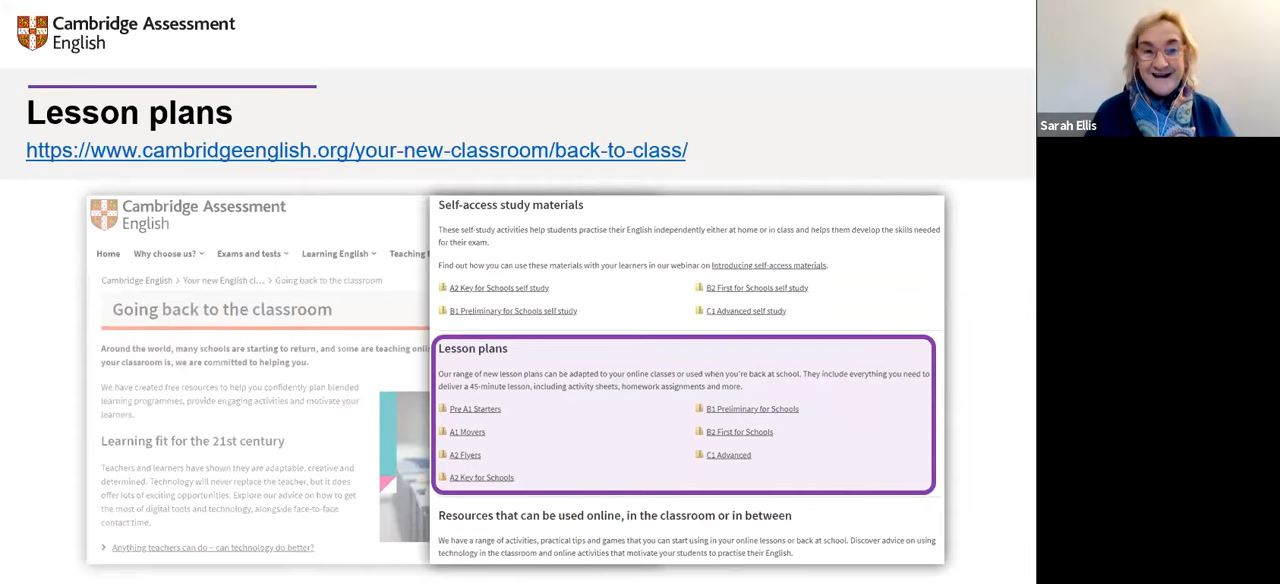 Cambridge Assessment
English
Lesson plans
https://www.cambridgeenglish.org/your-new-classroom/back-to-class/
Sarah Ellis
Cambridge Assessment
English
Home Why choose us? Exams and tests Learning English Teaching
Cambridge English > Your new English cl... > Going back to the classroom
Going back to the classroom
Around the world, many schools are starting to return, and some are teaching
your classroom is, we are committed to helping you.
We have created free resources to help you confidently plan blended
learning programmes, provide engaging activities and motivate your
learners.
Learning fit for the 21st century
Teachers and learners have shown they are adaptable, creative and
determined. Technology will never replace the teacher, but it does
offer lots of exciting opportunities. Explore our advice on how to get
the most of digital tools and technology, alongside face-to-face
contact time.
> Anything teachers can do – can technology do better?
Self-access study materials
These self-study activities help students practise their English independently either at home or in class and helps them develop the skills needed
for their exam.
Find out how you can use these materials with your learners in our webinar on Introducing self-access materials.
A2 Key for Schools self study
B2 First for Schools self study
B1 Preliminary for Schools self study
C1 Advanced self study
Lesson plans
Our range of new lesson plans can be adapted to your online classes or used when you're back at school. They include everything you need to
deliver a 45-minute lesson, including activity sheets, homework assignments and more.
Pre A1 Starters
B1 Preliminary for Schools
A1 Movers
B2 First for Schools
A2 Flyers
C1 Advanced
A2 Key for Schools
Resources that can be used online, in the classroom or in between
We have a range of activities, practical tips and games that you can start using in your online lessons or back at school. Discover advice on using
technology in the classroom and online activities that motivate your students to practise their English.